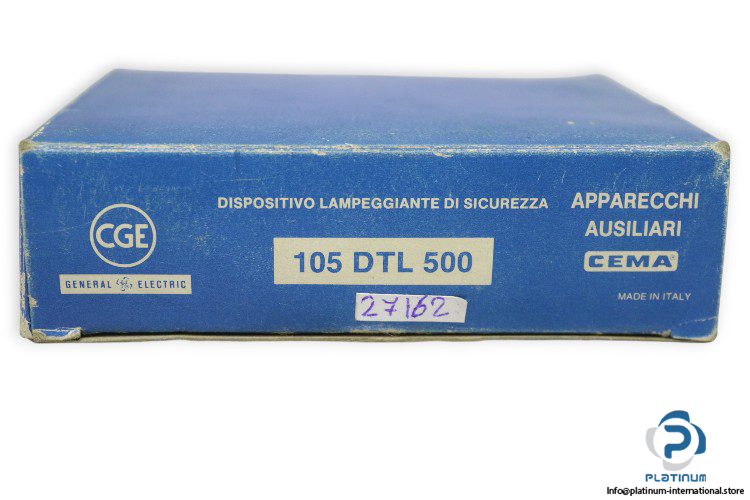 CGE
GENERAL GE ELECTRIC
DISPOSITIVO LAMPEGGIANTE DI SICUREZZA
105 DTL 500
27162
APPARECCHI
AUSILIARI
CEMA
MADE IN ITALY
PLATINUM
Info@platinum-international.store